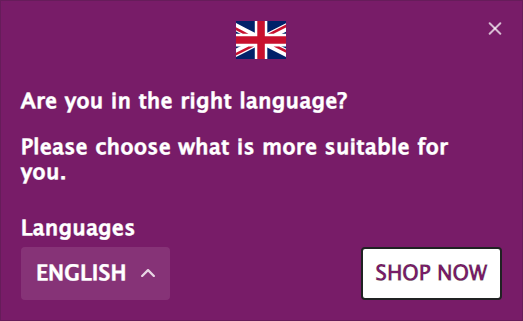 Are you in the right language?
Please choose what is more suitable for
you.
Languages
ENGLISH
SHOP NOW